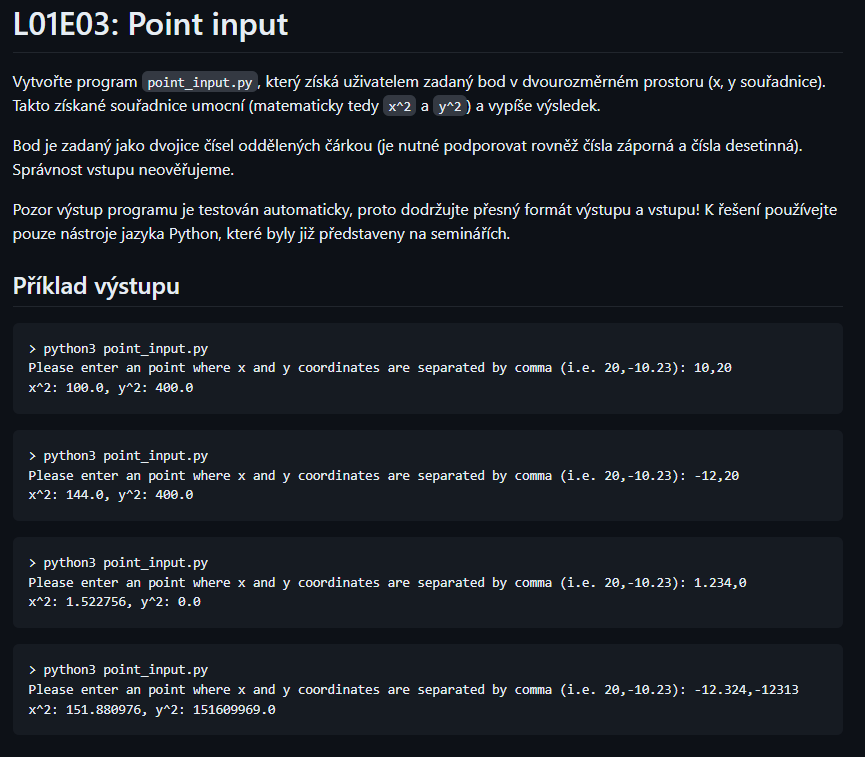 L01E03: Point input
Vytvořte program point_input.py, který získá uživatelem zadaný bod v dvourozměrném prostoru (x, y souřadnice).
Takto získané souřadnice umocní (matematicky tedy x^2 a y^2) a vypíše výsledek.
Bod je zadaný jako dvojice čísel oddělených čárkou (je nutné podporovat rovněž čísla záporná a čísla desetinná).
Správnost vstupu neověřujeme.
Pozor výstup programu je testován automaticky, proto dodržujte přesný formát výstupu a vstupu! K řešení používejte
pouze nástroje jazyka Python, které byly již představeny na seminářích.
Příklad výstupu
> python3 point_input.py
Please enter an point where x and y coordinates are separated by comma (i.e. 20,-10.23): 10,20
x^2: 100.0, y^2: 400.0
> python3 point_input.py
Please enter an point where x and y coordinates are separated by comma (i.e. 20,-10.23): -12,20
x^2: 144.0, y^2: 400.0
> python3 point_input.py
Please enter an point where x and y coordinates are separated by comma (i.e. 20,-10.23): 1.234,0
x^2: 1.522756, y^2: 0.0
> python3 point_input.py
Please enter an point where x and y coordinates are separated by comma (i.e. 20,-10.23): -12.324,-12313
x^2: 151.880976, y^2: 151609969.0